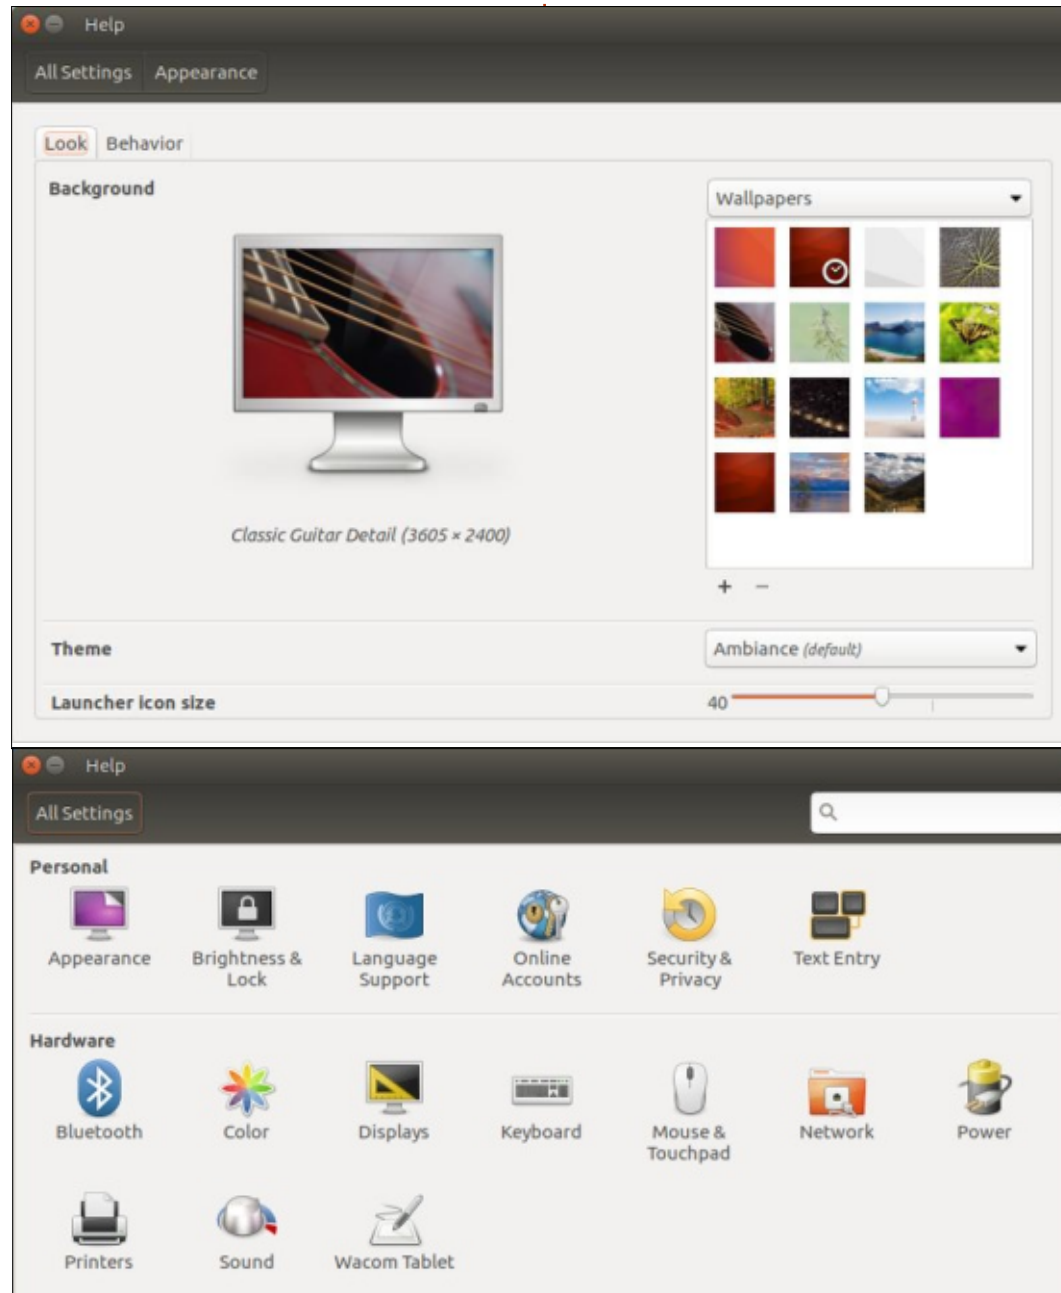 Help
All Settings Appearance
Look Behavior
Background
Wallpapers
Classic Guitar Detail (3605 × 2400)
+ −
Theme
Ambiance (default)
Launcher icon size
40
Help
All Settings
Personal
Appearance
Brightness &
Lock
Language
Support
Online
Accounts
Security &
Privacy
Text Entry
Hardware
Bluetooth
Color
Displays
Keyboard
Mouse &
Touchpad
Network
Power
Printers
Sound
Wacom Tablet